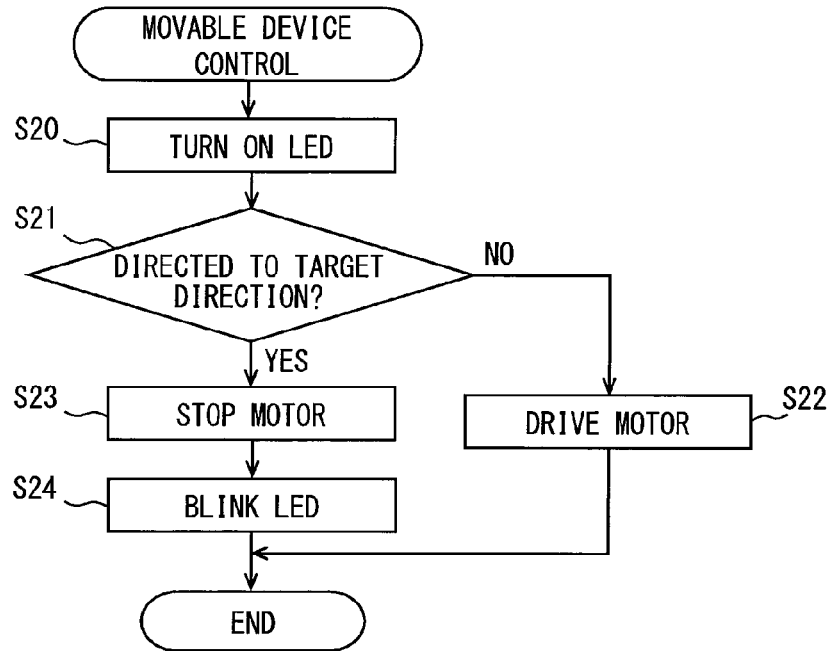 MOVABLE DEVICE
CONTROL
S20
TURN ON LED
S21
DIRECTED TO TARGET
DIRECTION?
NO
YES
S23
STOP MOTOR
S22
DRIVE MOTOR
S24
BLINK LED
END